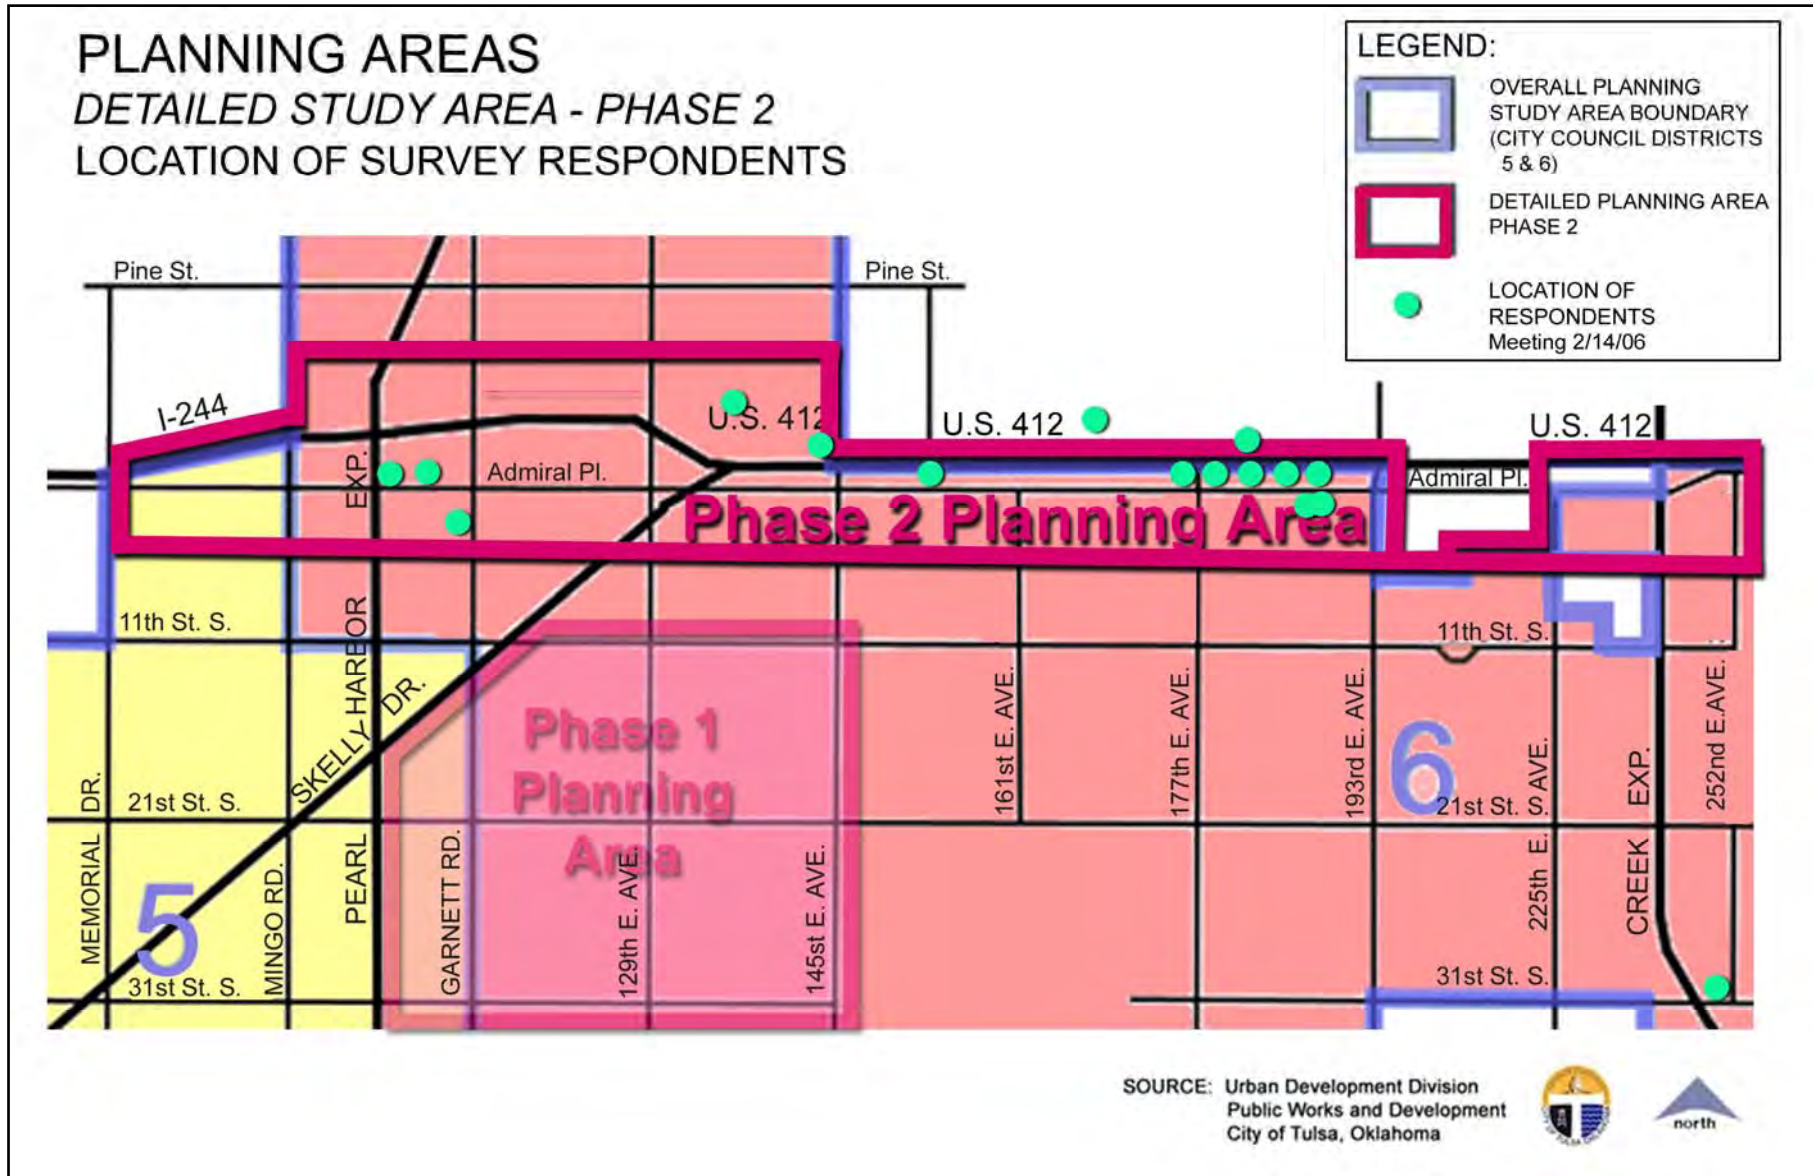 PLANNING AREAS
DETAILED STUDY AREA - PHASE 2
LOCATION OF SURVEY RESPONDENTS
LEGEND:
OVERALL PLANNING
STUDY AREA BOUNDARY
(CITY COUNCIL DISTRICTS
5 & 6)
DETAILED PLANNING AREA
PHASE 2
LOCATION OF
RESPONDENTS
Meeting 2/14/06
Pine St.
Pine St.
I-244
U.S. 412
U.S. 412
U.S. 412
Admiral Pl.
Admiral Pl.
Phase 2 Planning Area
11th St. S.
11th St. S.
Phase 1
Planning
Area
21st St. S.
21st St. S.
31st St. S.
31st St. S.
5
6
SKELLY DR.
MEMORIAL DR.
MINGO RD.
PEARL HARBOR EXP.
GARNETT RD.
129th E. AVE.
145st E. AVE.
161st E. AVE.
177th E. AVE.
193rd E. AVE.
225th E. AVE.
CREEK EXP.
252nd E.AVE.
SOURCE: Urban Development Division
Public Works and Development
City of Tulsa, Oklahoma
north